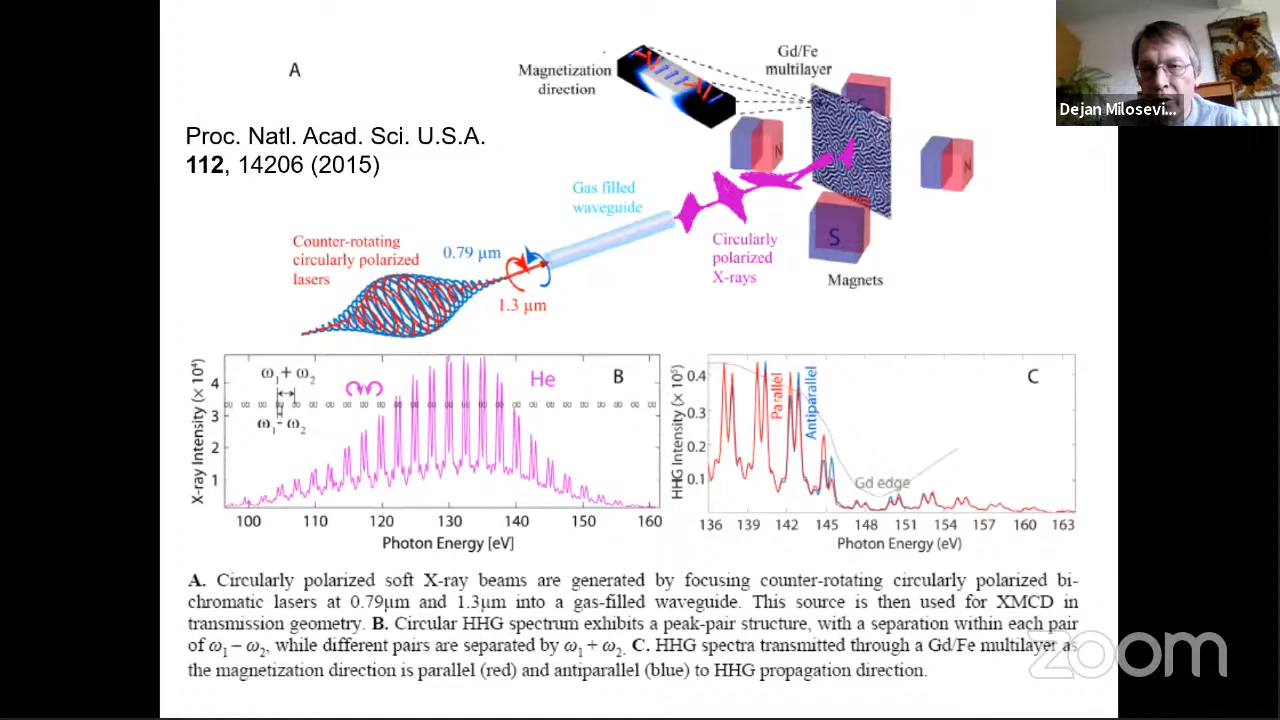 A
Magnetization
direction
Gd/Fe
multilayer
Dejan Milosevi...
Proc. Natl. Acad. Sci. U.S.A.
112, 14206 (2015)
N
N
Gas filled
waveguide
S
Counter-rotating
circularly polarized
lasers
0.79 µm
1.3 µm
Circularly
polarized
X-rays
Magnets
X-ray Intensity (× 10⁴)
4
3
2
1
ω₁ + ω₂
ω₁ - ω₂
He
B
100 110 120 130 140 150 160
Photon Energy [eV]
HHG Intensity (× 10⁵)
0.4
0.3
0.2
0.1
Parallel
Antiparallel
C
Gd edge
136 139 142 145 148 151 154 157 160 163
Photon Energy (eV)
A. Circularly polarized soft X-ray beams are generated by focusing counter-rotating circularly polarized bi-
chromatic lasers at 0.79µm and 1.3µm into a gas-filled waveguide. This source is then used for XMCD in
transmission geometry. B. Circular HHG spectrum exhibits a peak-pair structure, with a separation within each pair
of ω₁ – ω₂, while different pairs are separated by ω₁ + ω₂. C. HHG spectra transmitted through a Gd/Fe multilayer as
the magnetization direction is parallel (red) and antiparallel (blue) to HHG propagation direction.
zoom